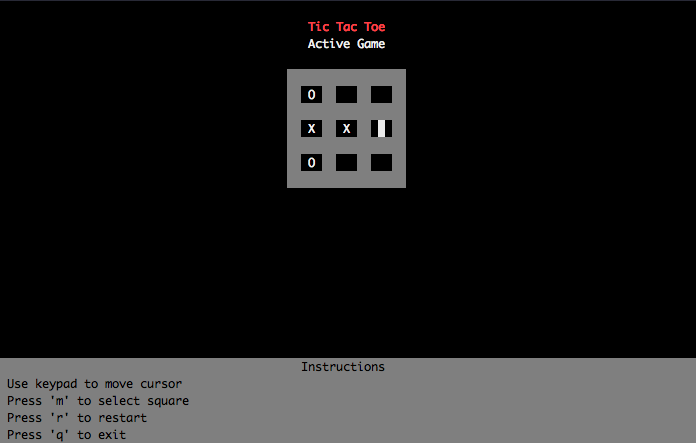 Tic Tac Toe
Active Game
O
X X
O
Instructions
Use keypad to move cursor
Press 'm' to select square
Press 'r' to restart
Press 'q' to exit